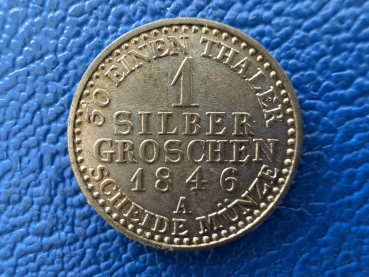 30 EINEN THALER
1
SILBER
GROSCHEN
1846
A
SCHEIDE MÜNZE